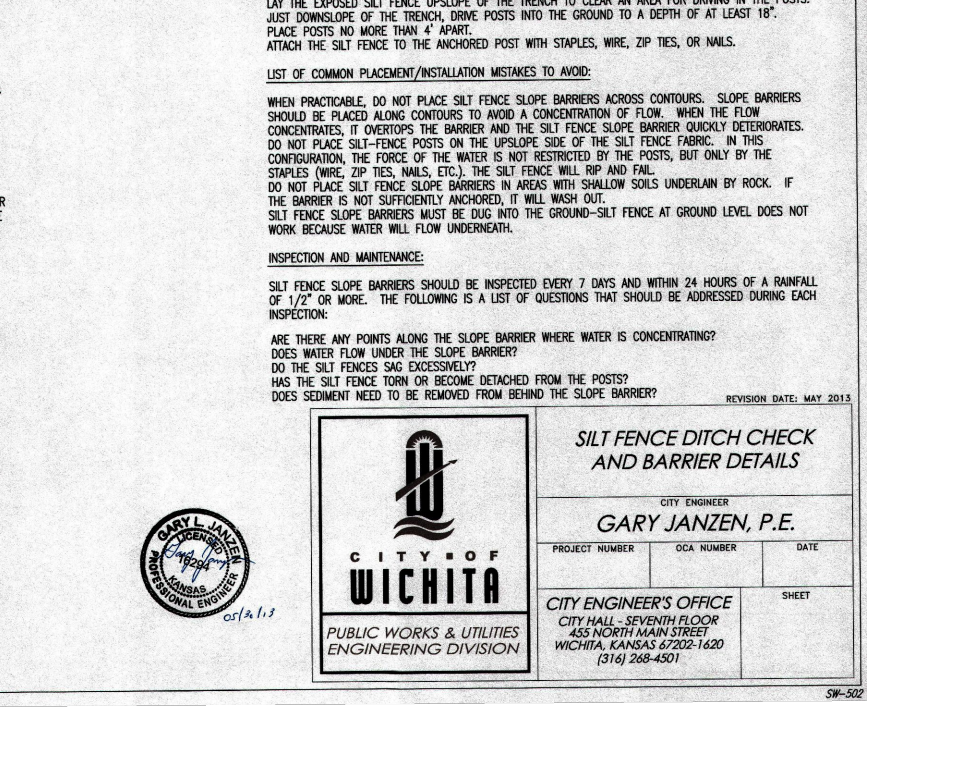 LAY THE EXPOSED SILT FENCE UPSLOPE OF THE TRENCH TO CLEAR AN AREA FOR DRIVING IN THE POSTS.
JUST DOWNSLOPE OF THE TRENCH, DRIVE POSTS INTO THE GROUND TO A DEPTH OF AT LEAST 18".
PLACE POSTS NO MORE THAN 4' APART.
ATTACH THE SILT FENCE TO THE ANCHORED POST WITH STAPLES, WIRE, ZIP TIES, OR NAILS.
LIST OF COMMON PLACEMENT/INSTALLATION MISTAKES TO AVOID:
WHEN PRACTICABLE, DO NOT PLACE SILT FENCE SLOPE BARRIERS ACROSS CONTOURS. SLOPE BARRIERS
SHOULD BE PLACED ALONG CONTOURS TO AVOID A CONCENTRATION OF FLOW. WHEN THE FLOW
CONCENTRATES, IT OVERTOPS THE BARRIER AND THE SILT FENCE SLOPE BARRIER QUICKLY DETERIORATES.
DO NOT PLACE SILT-FENCE POSTS ON THE UPSLOPE SIDE OF THE SILT FENCE FABRIC. IN THIS
CONFIGURATION, THE FORCE OF THE WATER IS NOT RESTRICTED BY THE POSTS, BUT ONLY BY THE
STAPLES (WIRE, ZIP TIES, NAILS, ETC.). THE SILT FENCE WILL RIP AND FAIL.
DO NOT PLACE SILT FENCE SLOPE BARRIERS IN AREAS WITH SHALLOW SOILS UNDERLAIN BY ROCK. IF
THE BARRIER IS NOT SUFFICIENTLY ANCHORED, IT WILL WASH OUT.
SILT FENCE SLOPE BARRIERS MUST BE DUG INTO THE GROUND-SILT FENCE AT GROUND LEVEL DOES NOT
WORK BECAUSE WATER WILL FLOW UNDERNEATH.
INSPECTION AND MAINTENANCE:
SILT FENCE SLOPE BARRIERS SHOULD BE INSPECTED EVERY 7 DAYS AND WITHIN 24 HOURS OF A RAINFALL
OF 1/2" OR MORE. THE FOLLOWING IS A LIST OF QUESTIONS THAT SHOULD BE ADDRESSED DURING EACH
INSPECTION:
ARE THERE ANY POINTS ALONG THE SLOPE BARRIER WHERE WATER IS CONCENTRATING?
DOES WATER FLOW UNDER THE SLOPE BARRIER?
DO THE SILT FENCES SAG EXCESSIVELY?
HAS THE SILT FENCE TORN OR BECOME DETACHED FROM THE POSTS?
DOES SEDIMENT NEED TO BE REMOVED FROM BEHIND THE SLOPE BARRIER?
REVISION DATE: MAY 2013
GARY L. JANZEN
LICENSED
16294
KANSAS
PROFESSIONAL ENGINEER
05/30/13
CITY OF
WICHITA
PUBLIC WORKS & UTILITIES
ENGINEERING DIVISION
SILT FENCE DITCH CHECK
AND BARRIER DETAILS
CITY ENGINEER
GARY JANZEN, P.E.
PROJECT NUMBER
OCA NUMBER
DATE
CITY ENGINEER'S OFFICE
CITY HALL - SEVENTH FLOOR
455 NORTH MAIN STREET
WICHITA, KANSAS 67202-1620
(316) 268-4501
SHEET
SW-502